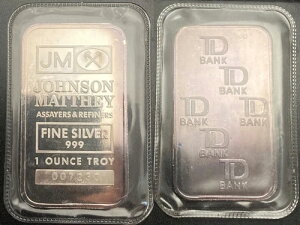 JM
JOHNSON
MATTHEY
ASSAYERS & REFINERS
FINE SILVER
999
1 OUNCE TROY
TD
BANK
TD
BANK
TD
BANK
TD
BANK
TD
BANK
TD
BANK